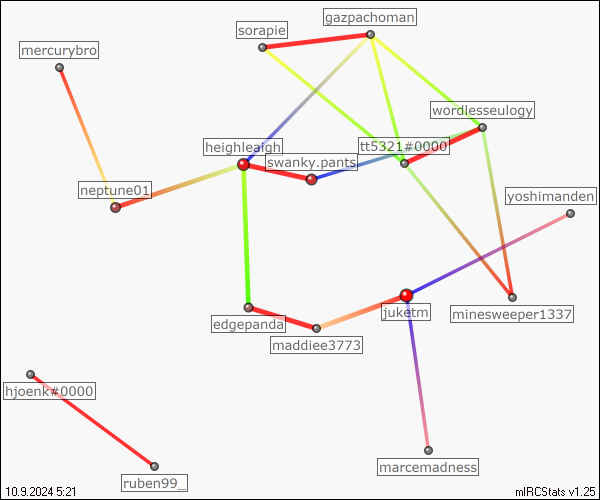 gazpachoman
sorapie
mercurybro
wordlesseulogy
heighleaigh
tt5321#0000
swanky.pants
neptune01
yoshimanden
juketm
minesweeper1337
edgepanda
maddiee3773
hjoenk#0000
marcemadness
ruben99_
10.9.2024 5:21
mIRCStats v1.25